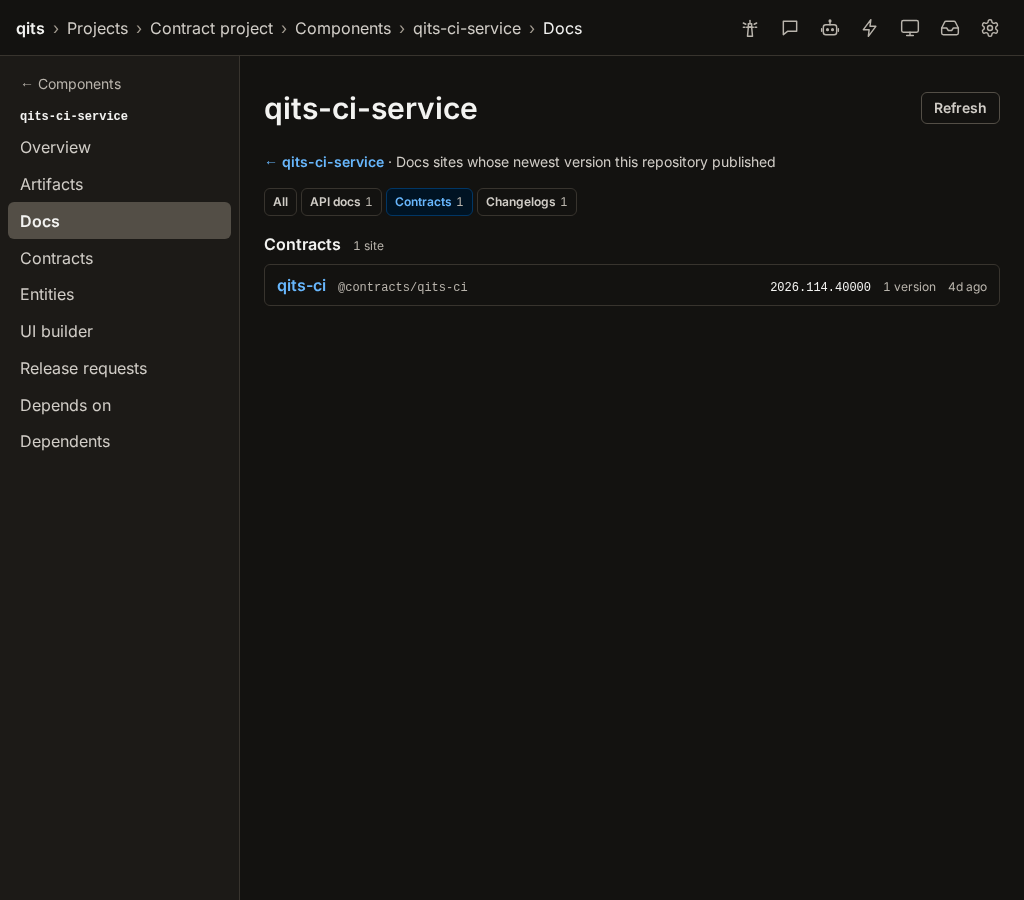 qits › Projects › Contract project › Components › qits-ci-service › Docs
← Components
qits-ci-service
Overview
Artifacts
Docs
Contracts
Entities
UI builder
Release requests
Depends on
Dependents
qits-ci-service
Refresh
← qits-ci-service · Docs sites whose newest version this repository published
All
API docs 1
Contracts 1
Changelogs 1
Contracts 1 site
qits-ci @contracts/qits-ci 2026.114.40000 1 version 4d ago